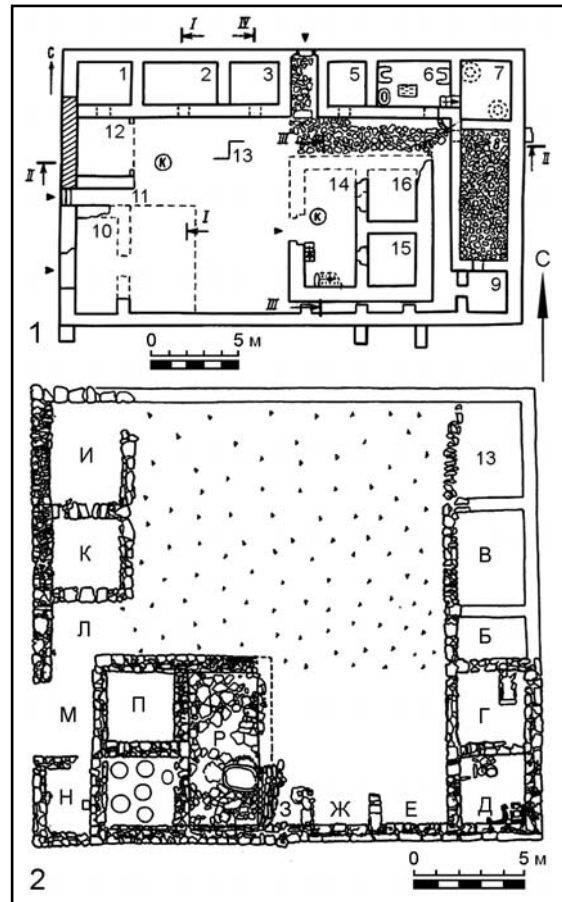 I IV
С 1 2 3 5 6 7
12 К 13 III 8
II 14 16 II
11 К
10 I 15
III 9
1
0 5 м
С
И 13
К В
Л Б
П
М Р Г
Н З Ж Е Д
2
0 5 м